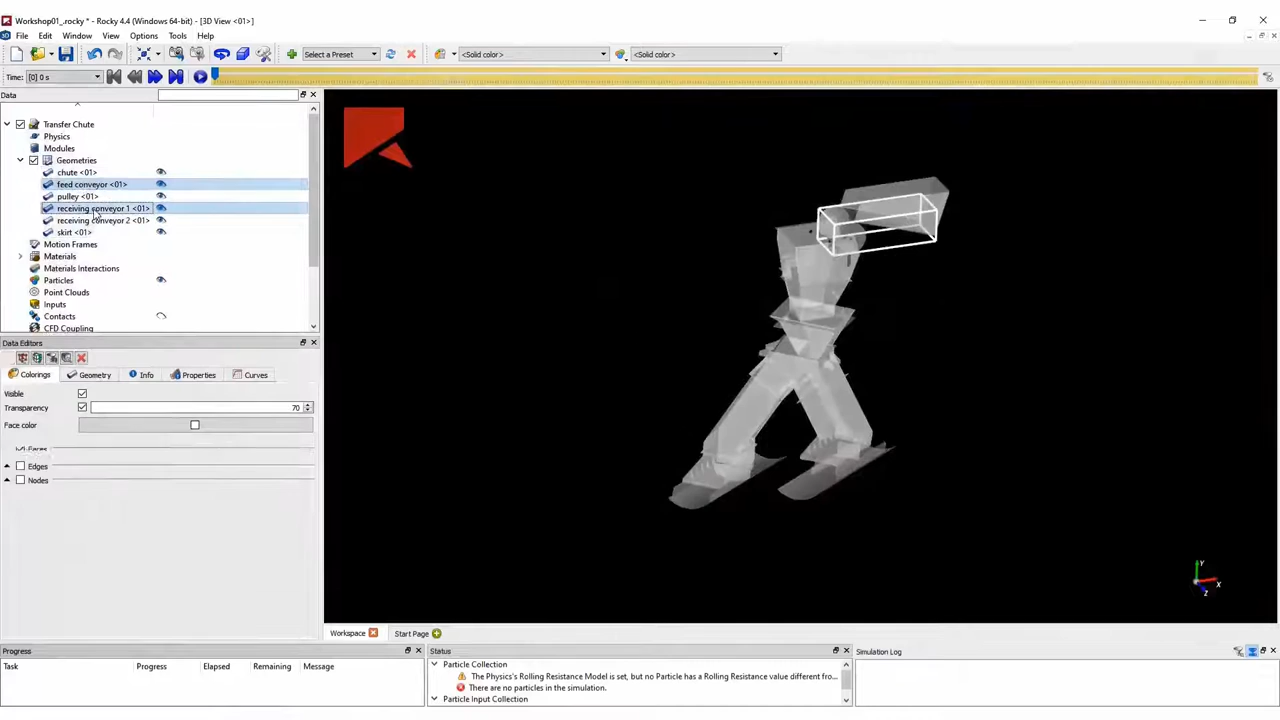 Workshop01_.rocky * - Rocky 4.4 (Windows 64-bit) - [3D View <01>]
File Edit Window View Options Tools Help
Select a Preset <Solid color> <Solid color>
Time: [0] 0 s
Data
Transfer Chute
Physics
Modules
Geometries
chute <01>
feed conveyor <01>
pulley <01>
receiving conveyor 1 <01>
receiving conveyor 2 <01>
skirt <01>
Motion Frames
Materials
Materials Interactions
Particles
Point Clouds
Inputs
Contacts
CFD Coupling
Data Editors
Colorings Geometry Info Properties Curves
Visible
Transparency 70
Face color
Faces
Edges
Nodes
Y
X
Z
Workspace Start Page
Progress
Task Progress Elapsed Remaining Message
Status
Particle Collection
The Physics's Rolling Resistance Model is set, but no Particle has a Rolling Resistance value different fro...
There are no particles in the simulation.
Particle Input Collection
Simulation Log